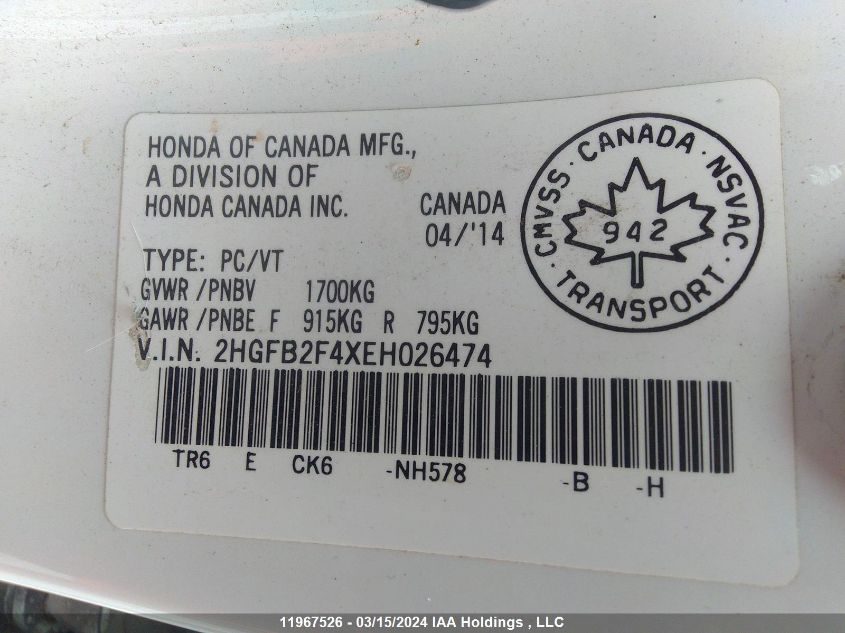 HONDA OF CANADA MFG.,
A DIVISION OF
HONDA CANADA INC.
CANADA
04/'14
TYPE: PC/VT
GVWR/PNBV 1700KG
GAWR/PNBE F 915KG R 795KG
V.I.N. 2HGFB2F4XEH026474
TR6 E CK6 -NH578 -B -H
CMVSS · CANADA · NSVAC ·
942
TRANSPORT ·
11967526 - 03/15/2024 IAA Holdings , LLC